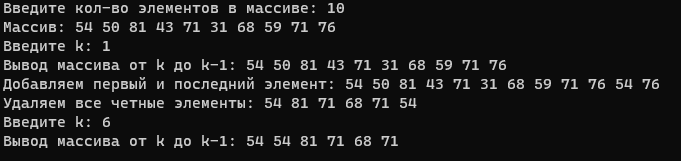 Введите кол-во элементов в массиве: 10
Массив: 54 50 81 43 71 31 68 59 71 76
Введите k: 1
Вывод массива от k до k-1: 54 50 81 43 71 31 68 59 71 76
Добавляем первый и последний элемент: 54 50 81 43 71 31 68 59 71 76 54 76
Удаляем все четные элементы: 54 81 71 68 71 54
Введите k: 6
Вывод массива от k до k-1: 54 54 81 71 68 71